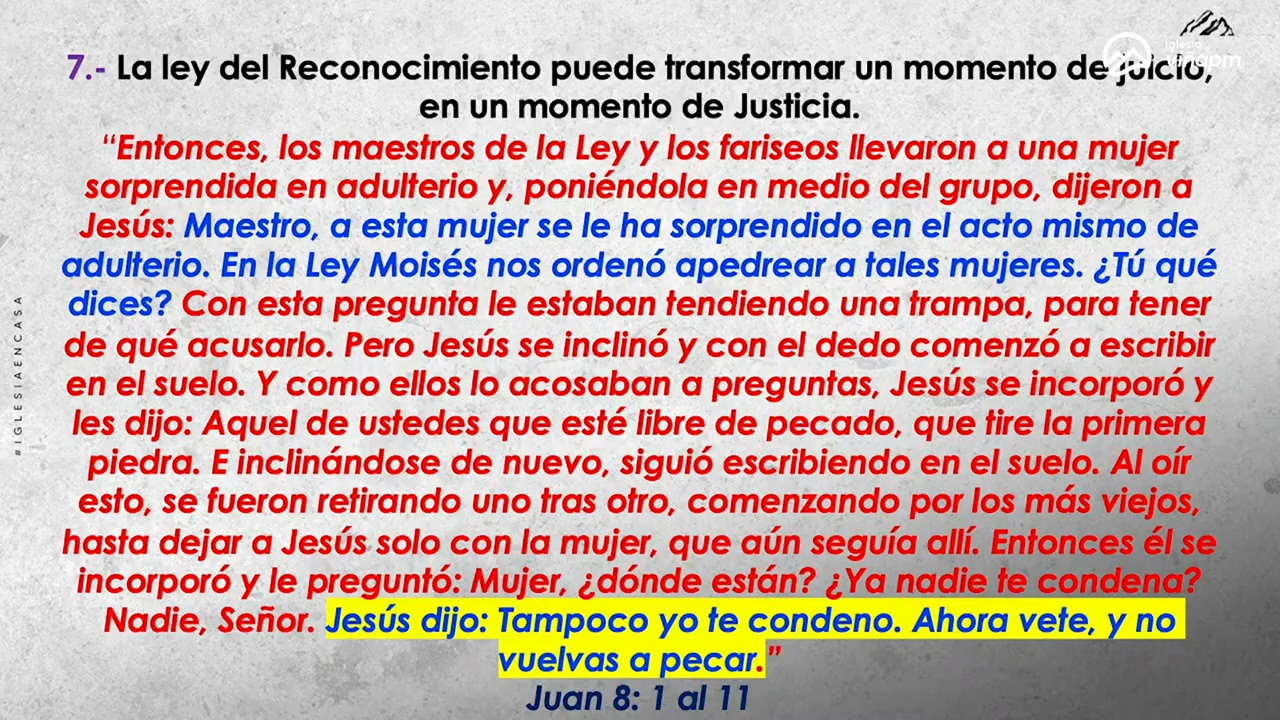 7.- La ley del Reconocimiento puede transformar un momento de juicio,
en un momento de Justicia.
“Entonces, los maestros de la Ley y los fariseos llevaron a una mujer
sorprendida en adulterio y, poniéndola en medio del grupo, dijeron a
Jesús: Maestro, a esta mujer se le ha sorprendido en el acto mismo de
adulterio. En la Ley Moisés nos ordenó apedrear a tales mujeres. ¿Tú qué
dices? Con esta pregunta le estaban tendiendo una trampa, para tener
de qué acusarlo. Pero Jesús se inclinó y con el dedo comenzó a escribir
en el suelo. Y como ellos lo acosaban a preguntas, Jesús se incorporó y
les dijo: Aquel de ustedes que esté libre de pecado, que tire la primera
piedra. E inclinándose de nuevo, siguió escribiendo en el suelo. Al oír
esto, se fueron retirando uno tras otro, comenzando por los más viejos,
hasta dejar a Jesús solo con la mujer, que aún seguía allí. Entonces él se
incorporó y le preguntó: Mujer, ¿dónde están? ¿Ya nadie te condena?
Nadie, Señor. Jesús dijo: Tampoco yo te condeno. Ahora vete, y no
vuelvas a pecar.”
Juan 8: 1 al 11
#IGLESIAENCASA
iglesia
vinapm